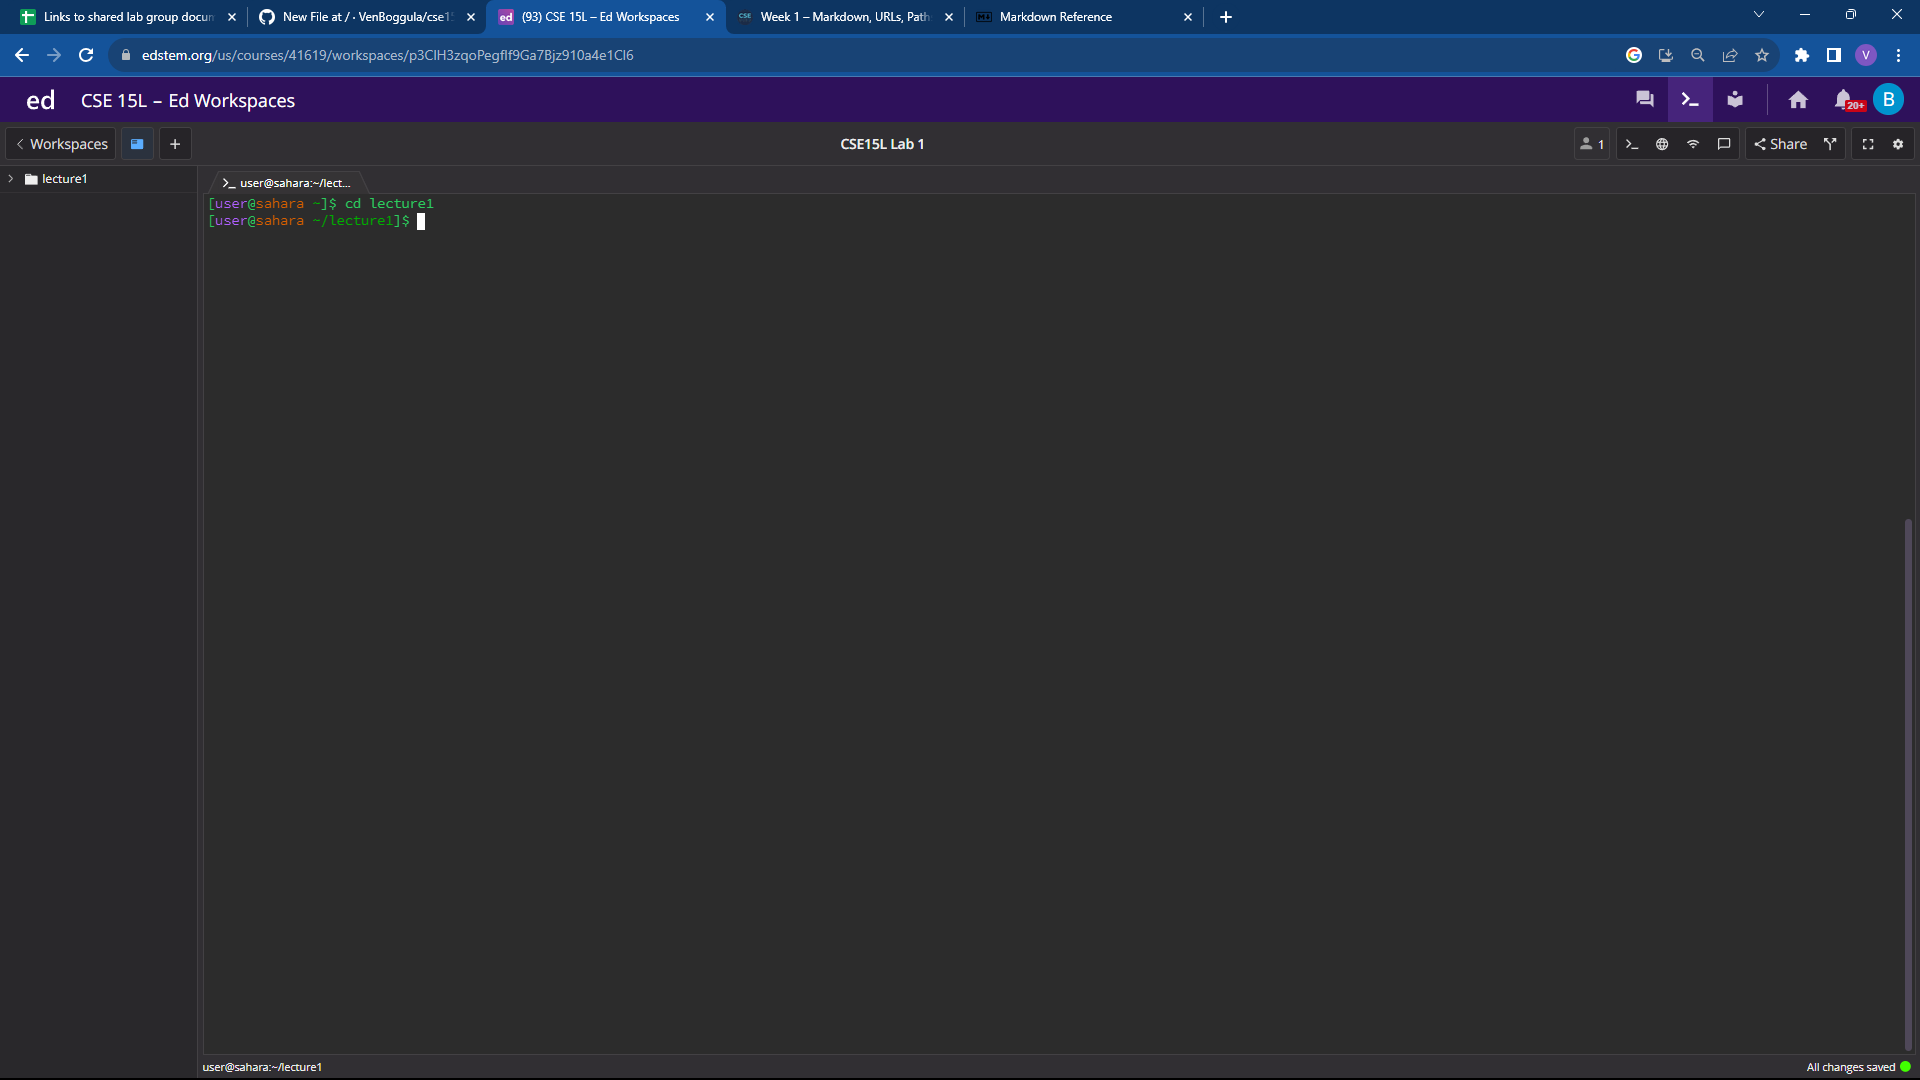 Links to shared lab group docum
New File at / · VenBoggula/cse15
(93) CSE 15L – Ed Workspaces
Week 1 – Markdown, URLs, Path
Markdown Reference
edstem.org/us/courses/41619/workspaces/p3ClH3zqoPegflf9Ga7Bjz910a4e1Cl6
V
ed CSE 15L – Ed Workspaces
20+
B
Workspaces
CSE15L Lab 1
1
Share
lecture1
user@sahara:~/lect...
[user@sahara ~]$ cd lecture1
[user@sahara ~/lecture1]$
user@sahara:~/lecture1
All changes saved